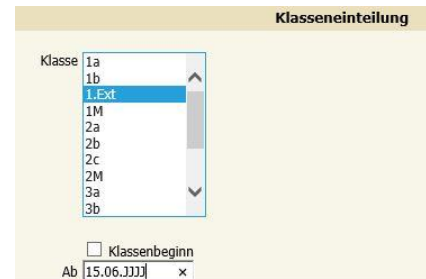 Klasseneinteilung
Klasse
1a
1b
1.Ext
1M
2a
2b
2c
2M
3a
3b
Klassenbeginn
Ab 15.06.JJJJ ×